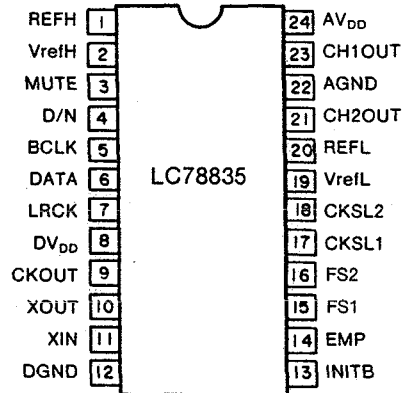 REFH 1 24 AVDD
VrefH 2 23 CH1OUT
MUTE 3 22 AGND
D/N 4 21 CH2OUT
BCLK 5 20 REFL
DATA 6 LC78835 19 VrefL
LRCK 7 18 CKSL2
DVDD 8 17 CKSL1
CKOUT 9 16 FS2
XOUT 10 15 FS1
XIN 11 14 EMP
DGND 12 13 INITB